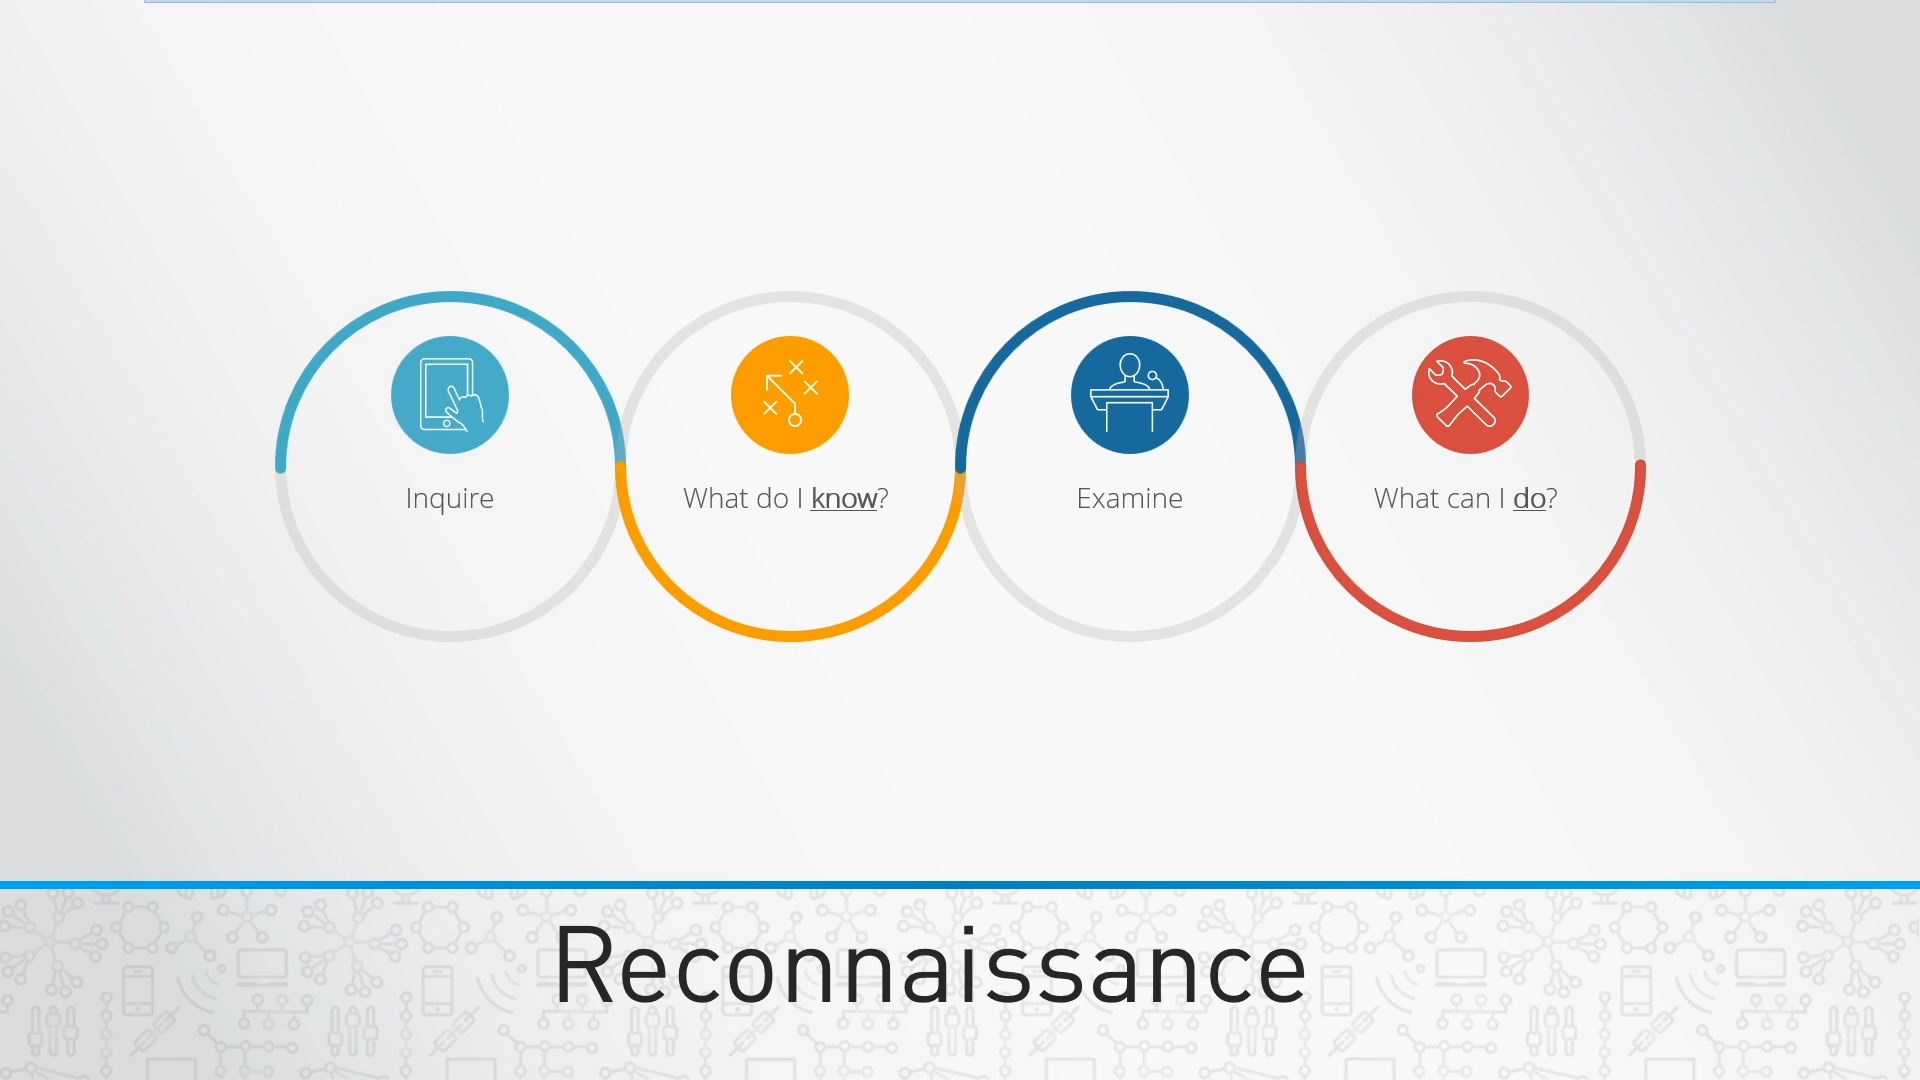 Inquire
What do I know?
Examine
What can I do?
Reconnaissance